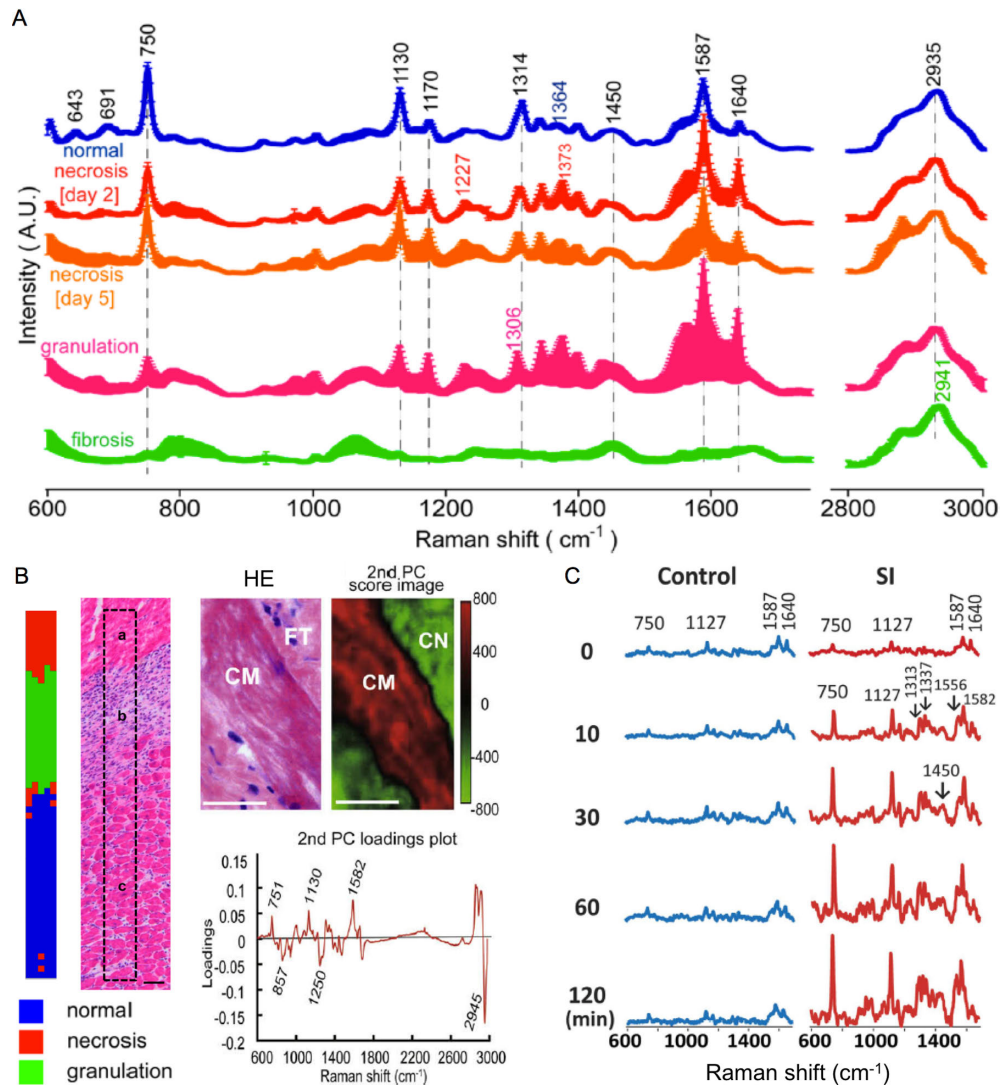 A
643
691
750
1130
1170
1314
1364
1450
1587
1640
2935
normal
necrosis
[day 2]
1227
1373
necrosis
[day 5]
granulation
1306
2941
fibrosis
Intensity ( A.U.)
600 800 1000 1200 1400 1600 2800 3000
Raman shift ( cm-1)
B
a
b
c
normal
necrosis
granulation
HE
2nd PC
score image
CM
FT
CM
CN
800
400
0
-400
-800
2nd PC loadings plot
0.15
0.1
0.05
0
-0.05
-0.1
-0.15
-0.2
Loadings
751
1130
1582
857
1250
2945
600 1000 1400 1800 2200 2600 3000
Raman shift (cm-1)
C
Control SI
750 1127 1587 1640
750 1127 1587 1640
0
750 1127 1313 1337 1556 1582
10
1450
30
60
120
(min)
600 1000 1400
600 1000 1400
Raman shift (cm-1)